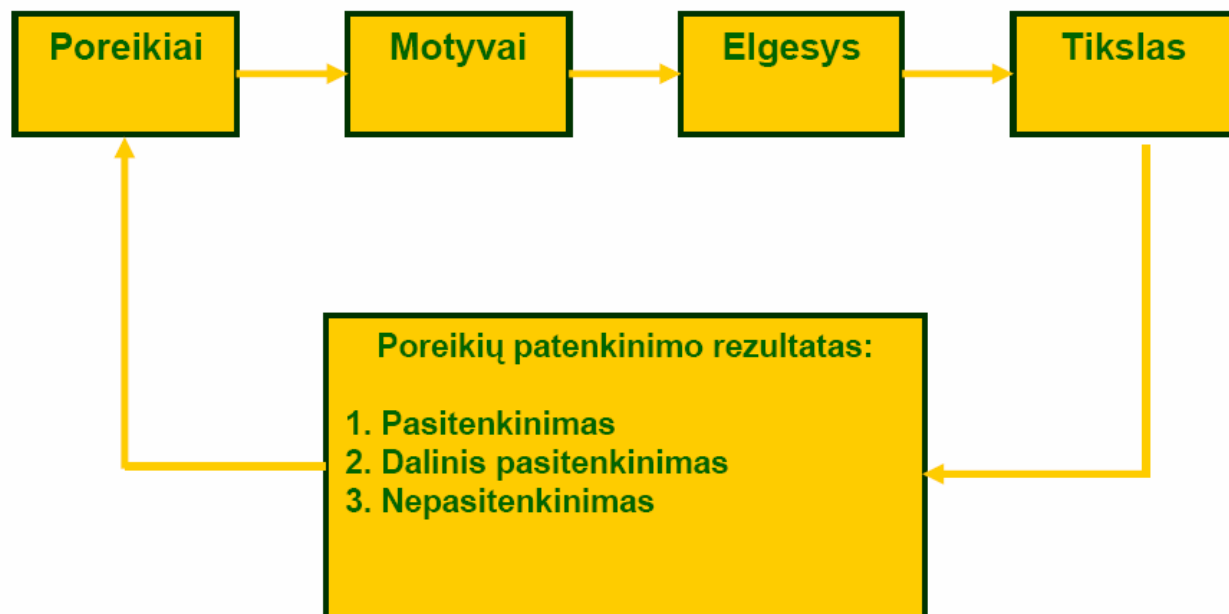 Poreikiai
Motyvai
Elgesys
Tikslas
Poreikių patenkinimo rezultatas:
1. Pasitenkinimas
2. Dalinis pasitenkinimas
3. Nepasitenkinimas